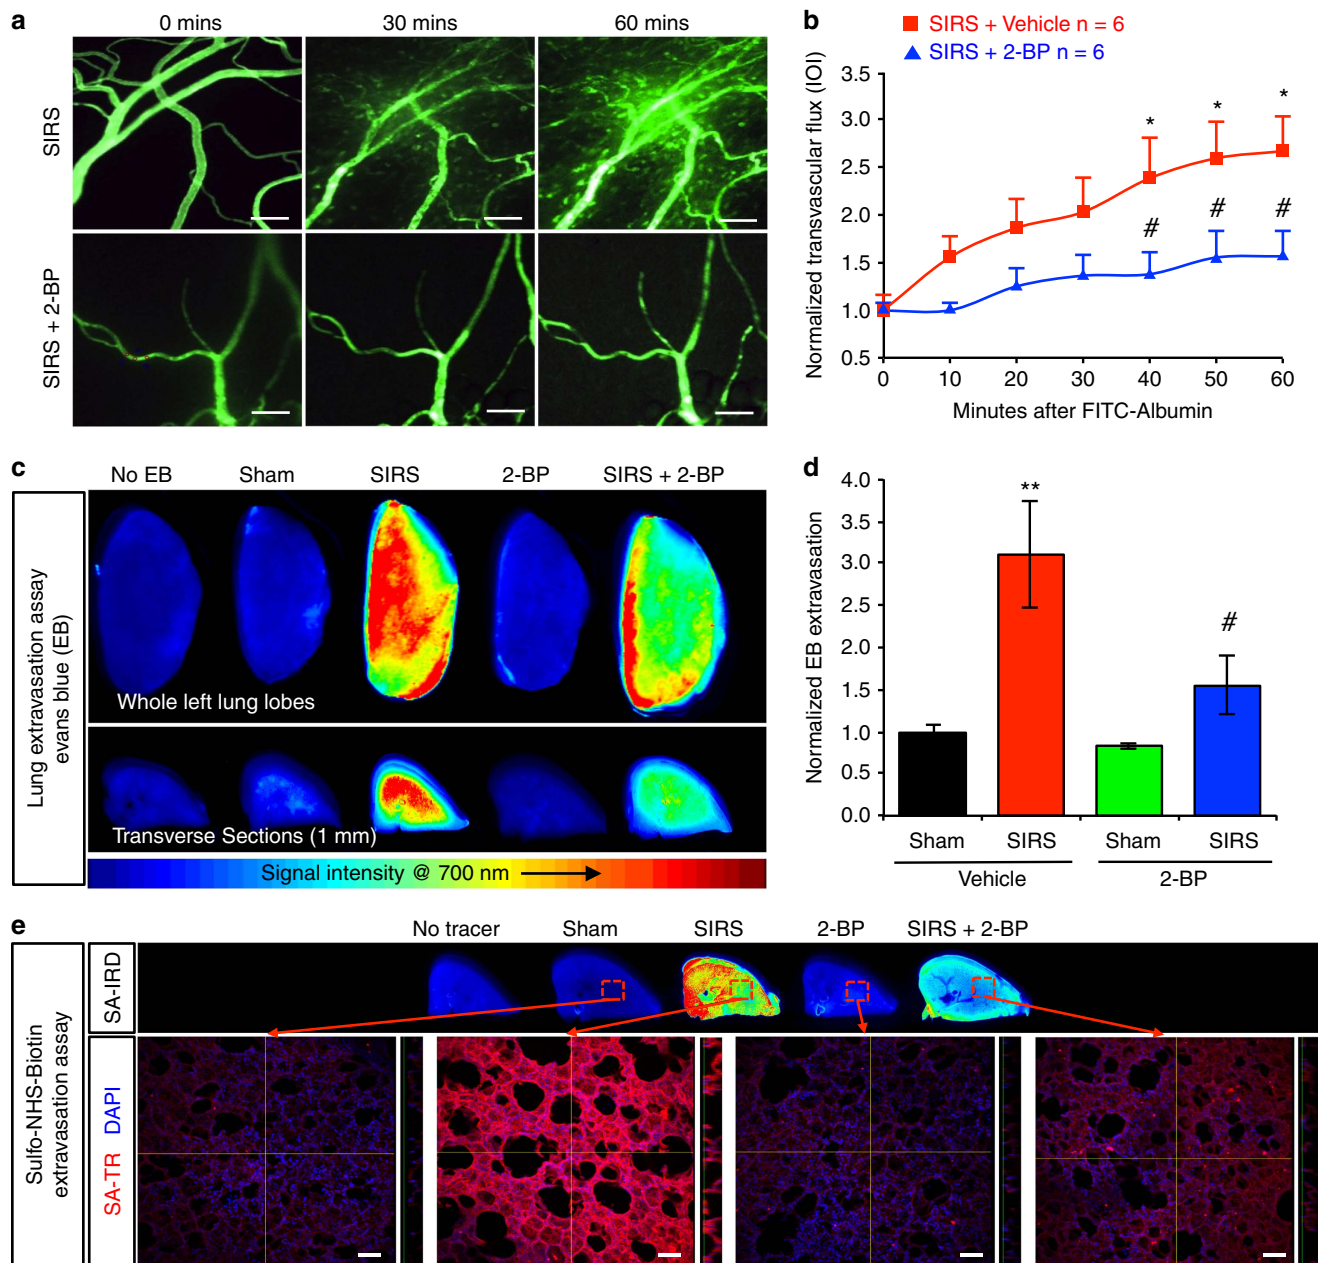 a
0 mins
30 mins
60 mins
SIRS
SIRS + 2-BP
b
SIRS + Vehicle n = 6
SIRS + 2-BP n = 6
Normalized transvascular flux (IOI)
3.5
3.0
2.5
2.0
1.5
1.0
0.5
*
*
*
#
#
#
0
10
20
30
40
50
60
Minutes after FITC-Albumin
c
No EB
Sham
SIRS
2-BP
SIRS + 2-BP
Lung extravasation assay
evans blue (EB)
Whole left lung lobes
Transverse Sections (1 mm)
Signal intensity @ 700 nm
d
Normalized EB extravasation
4.0
3.5
3.0
2.5
2.0
1.5
1.0
0.5
0.0
**
#
Sham
SIRS
Sham
SIRS
Vehicle
2-BP
e
No tracer
Sham
SIRS
2-BP
SIRS + 2-BP
Sulfo-NHS-Biotin
extravasation assay
SA-IRD
SA-TR DAPI